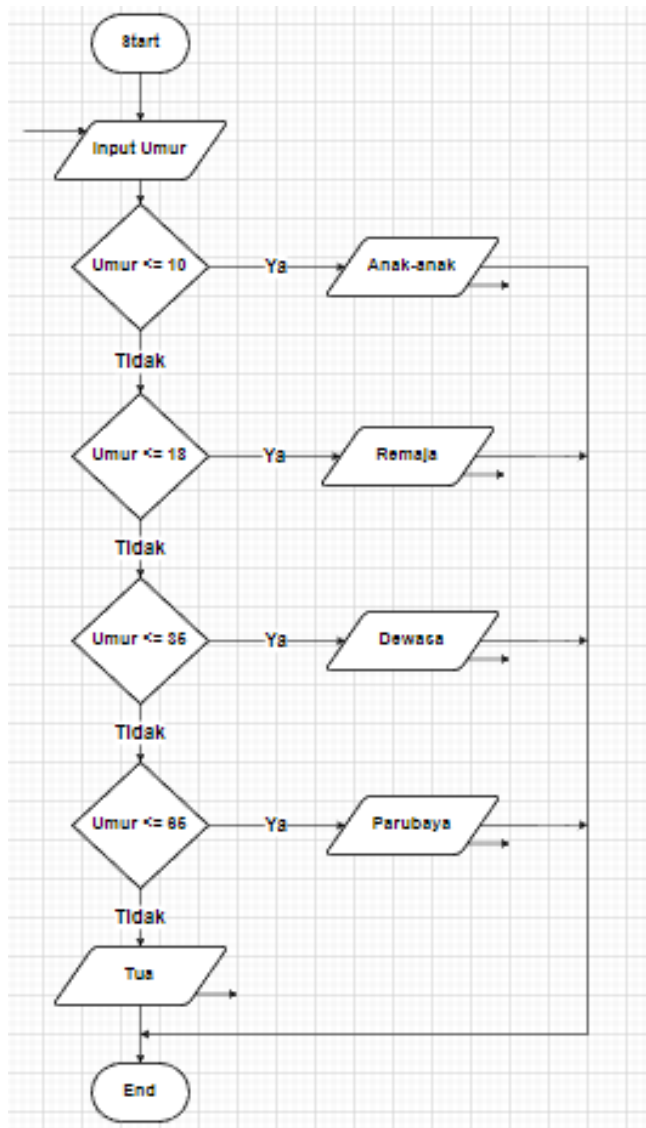 Start
Input Umur
Umur <= 10
Ya
Anak-anak
Tidak
Umur <= 18
Ya
Remaja
Tidak
Umur <= 35
Ya
Dewasa
Tidak
Umur <= 65
Ya
Parubaya
Tidak
Tua
End